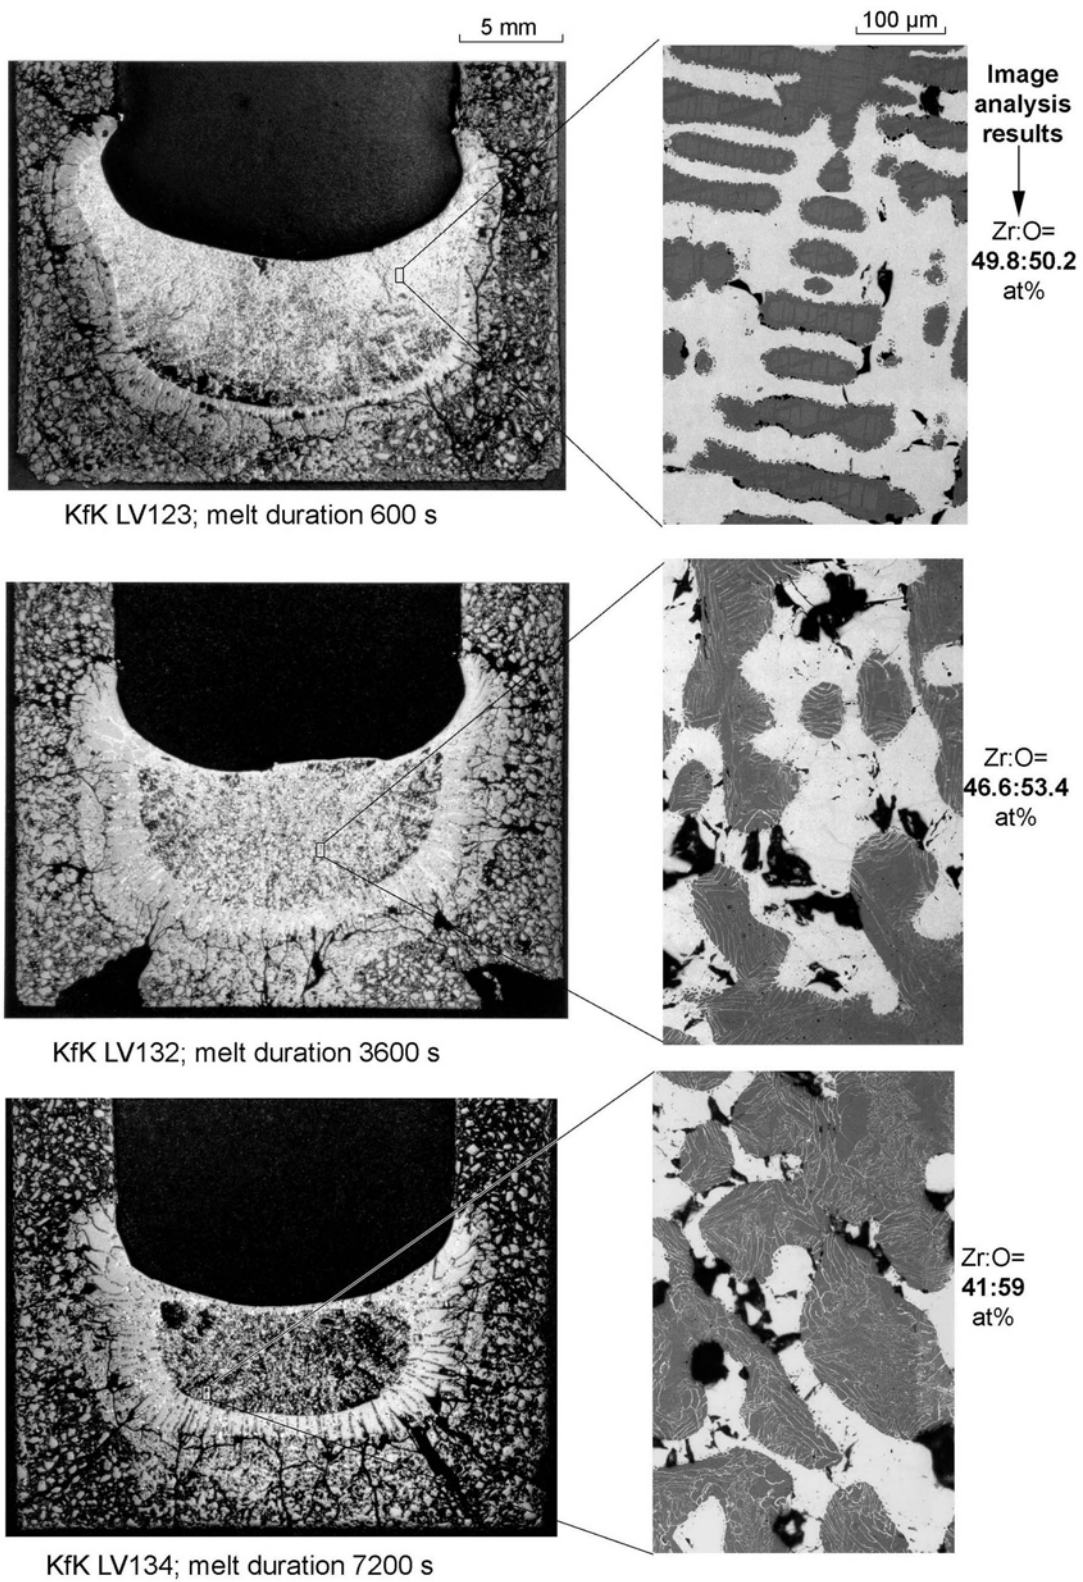 5 mm
100 µm
Image
analysis
results
Zr:O=
49.8:50.2
at%
KfK LV123; melt duration 600 s
Zr:O=
46.6:53.4
at%
KfK LV132; melt duration 3600 s
Zr:O=
41:59
at%
KfK LV134; melt duration 7200 s